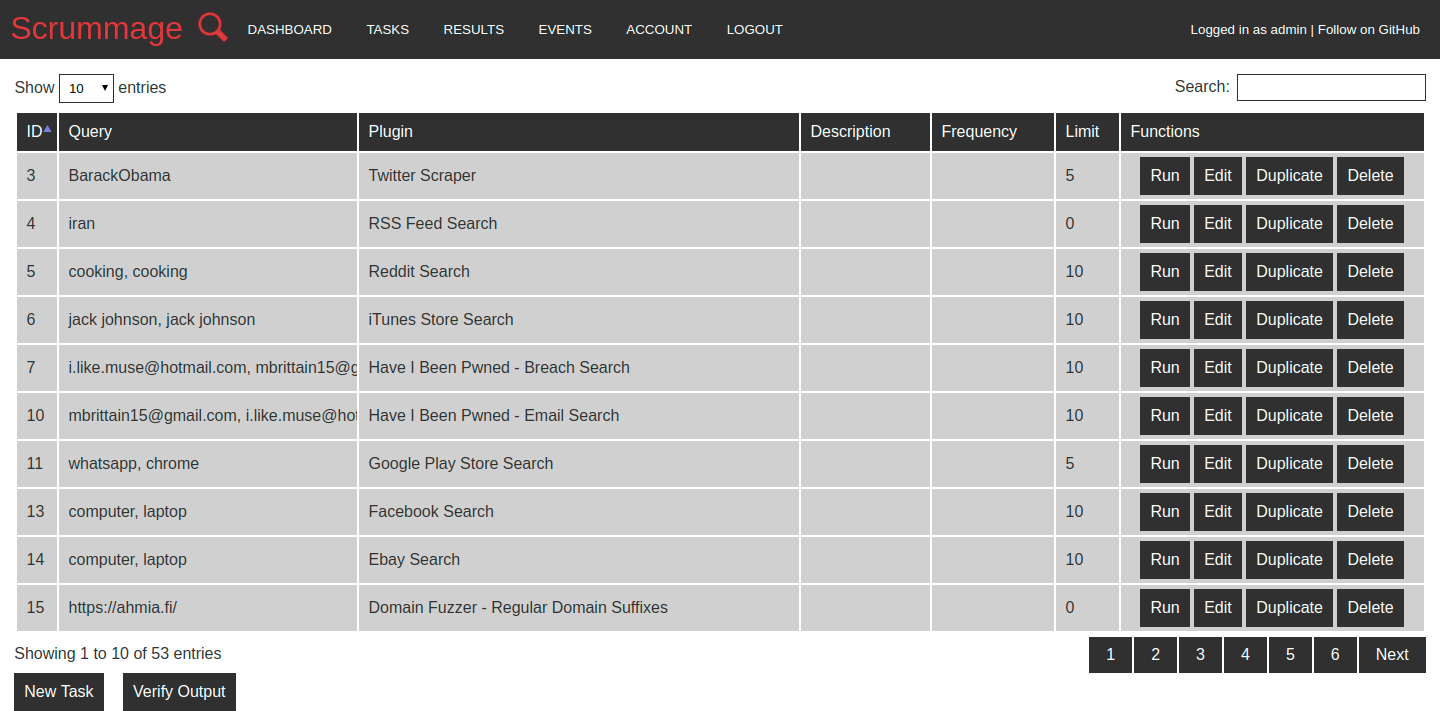 Scrummage DASHBOARD TASKS RESULTS EVENTS ACCOUNT LOGOUT Logged in as admin | Follow on GitHub
Show 10 entries Search:
ID Query Plugin Description Frequency Limit Functions
3 BarackObama Twitter Scraper 5 Run Edit Duplicate Delete
4 iran RSS Feed Search 0 Run Edit Duplicate Delete
5 cooking, cooking Reddit Search 10 Run Edit Duplicate Delete
6 jack johnson, jack johnson iTunes Store Search 10 Run Edit Duplicate Delete
7 i.like.muse@hotmail.com, mbrittain15@g Have I Been Pwned - Breach Search 10 Run Edit Duplicate Delete
10 mbrittain15@gmail.com, i.like.muse@hot Have I Been Pwned - Email Search 10 Run Edit Duplicate Delete
11 whatsapp, chrome Google Play Store Search 5 Run Edit Duplicate Delete
13 computer, laptop Facebook Search 10 Run Edit Duplicate Delete
14 computer, laptop Ebay Search 10 Run Edit Duplicate Delete
15 https://ahmia.fi/ Domain Fuzzer - Regular Domain Suffixes 0 Run Edit Duplicate Delete
Showing 1 to 10 of 53 entries 1 2 3 4 5 6 Next
New Task Verify Output